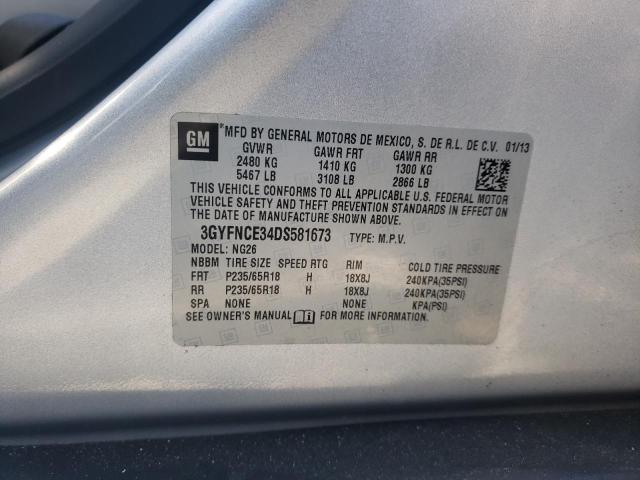 GM
MFD BY GENERAL MOTORS DE MEXICO, S. DE R.L. DE C.V. 01/13
GVWR GAWR FRT GAWR RR
2480 KG 1410 KG 1300 KG
5467 LB 3108 LB 2866 LB
THIS VEHICLE CONFORMS TO ALL APPLICABLE U.S. FEDERAL MOTOR
VEHICLE SAFETY AND THEFT PREVENTION STANDARDS IN EFFECT ON
THE DATE OF MANUFACTURE SHOWN ABOVE.
3GYFNCE34DS581673 TYPE: M.P.V.
MODEL: NG26
NBBM TIRE SIZE SPEED RTG RIM COLD TIRE PRESSURE
FRT P235/65R18 H 18X8J 240KPA(35PSI)
RR P235/65R18 H 18X8J 240KPA(35PSI)
SPA NONE NONE KPA(PSI)
SEE OWNER'S MANUAL FOR MORE INFORMATION.